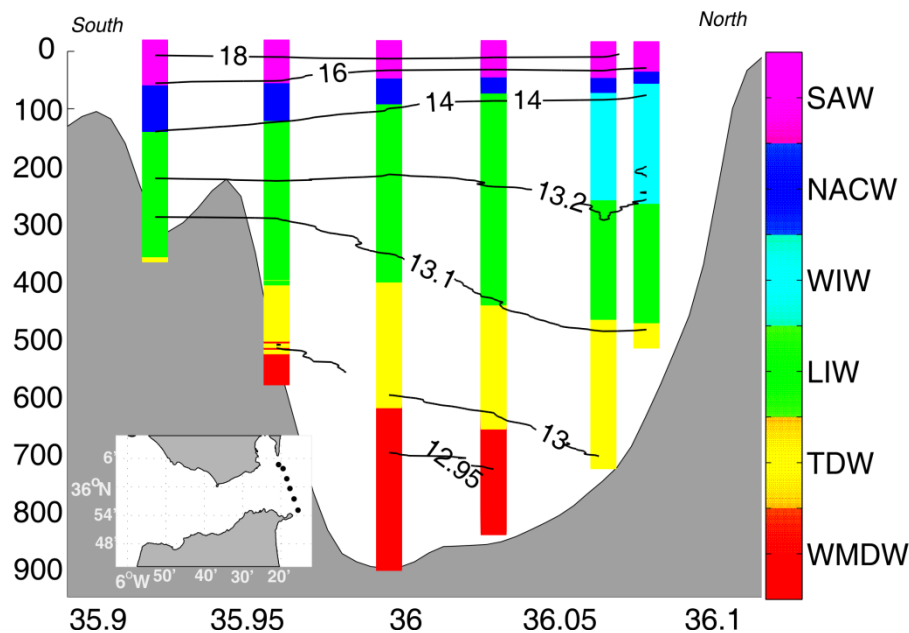 South
North
0
100
200
300
400
500
600
700
800
900
18
16
14
14
13.2
13.1
13
12.95
SAW
NACW
WIW
LIW
TDW
WMDW
6'
36°N
54'
48'
6°W 50' 40' 30' 20'
35.9 35.95 36 36.05 36.1